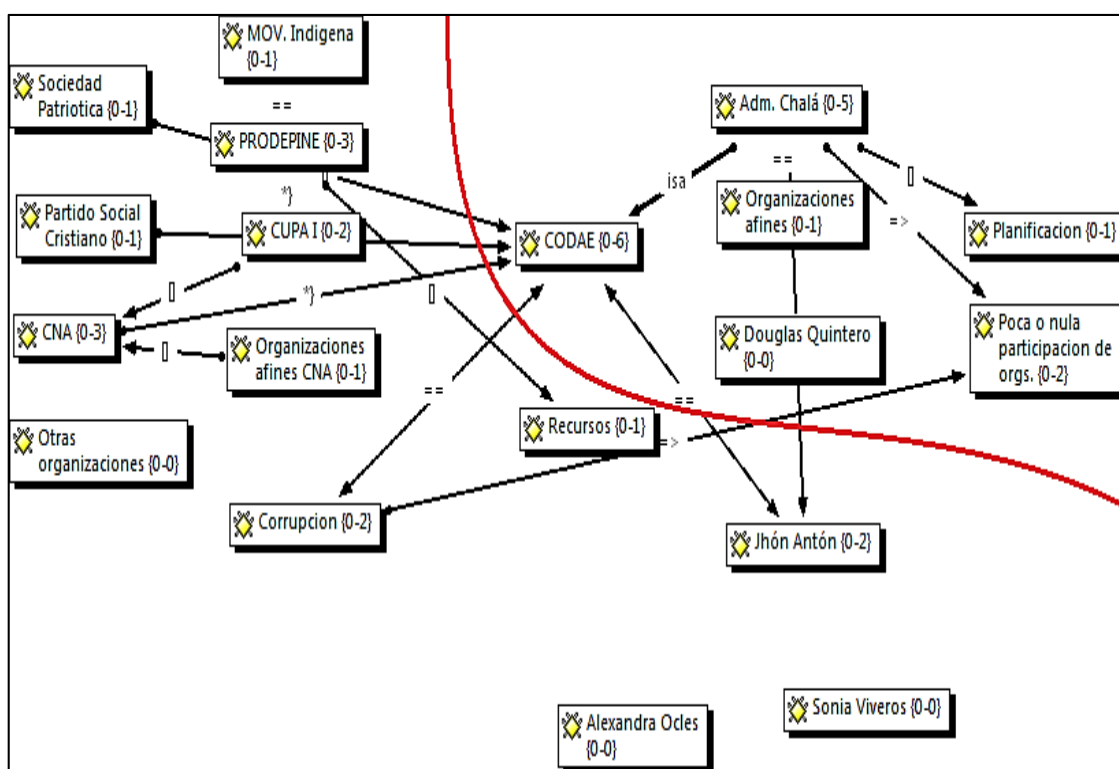 MOV. Indigena
{0-1}
Sociedad
Patriotica {0-1}
==
Adm. Chalá {0-5}
PRODEPINE {0-3}
==
isa
[]
[]
*}
Partido Social
Cristiano {0-1}
CUPA I {0-2}
CODAE {0-6}
Organizaciones
afines {0-1}
=>
Planificacion {0-1}
[]
*}
[]
CNA {0-3}
[]
Organizaciones
afines CNA {0-1}
Douglas Quintero
{0-0}
Poca o nula
participacion de
orgs. {0-2}
==
==
Otras
organizaciones {0-0}
Recursos {0-1}
=>
Corrupcion {0-2}
Jhón Antón {0-2}
Alexandra Ocles
{0-0}
Sonia Viveros {0-0}